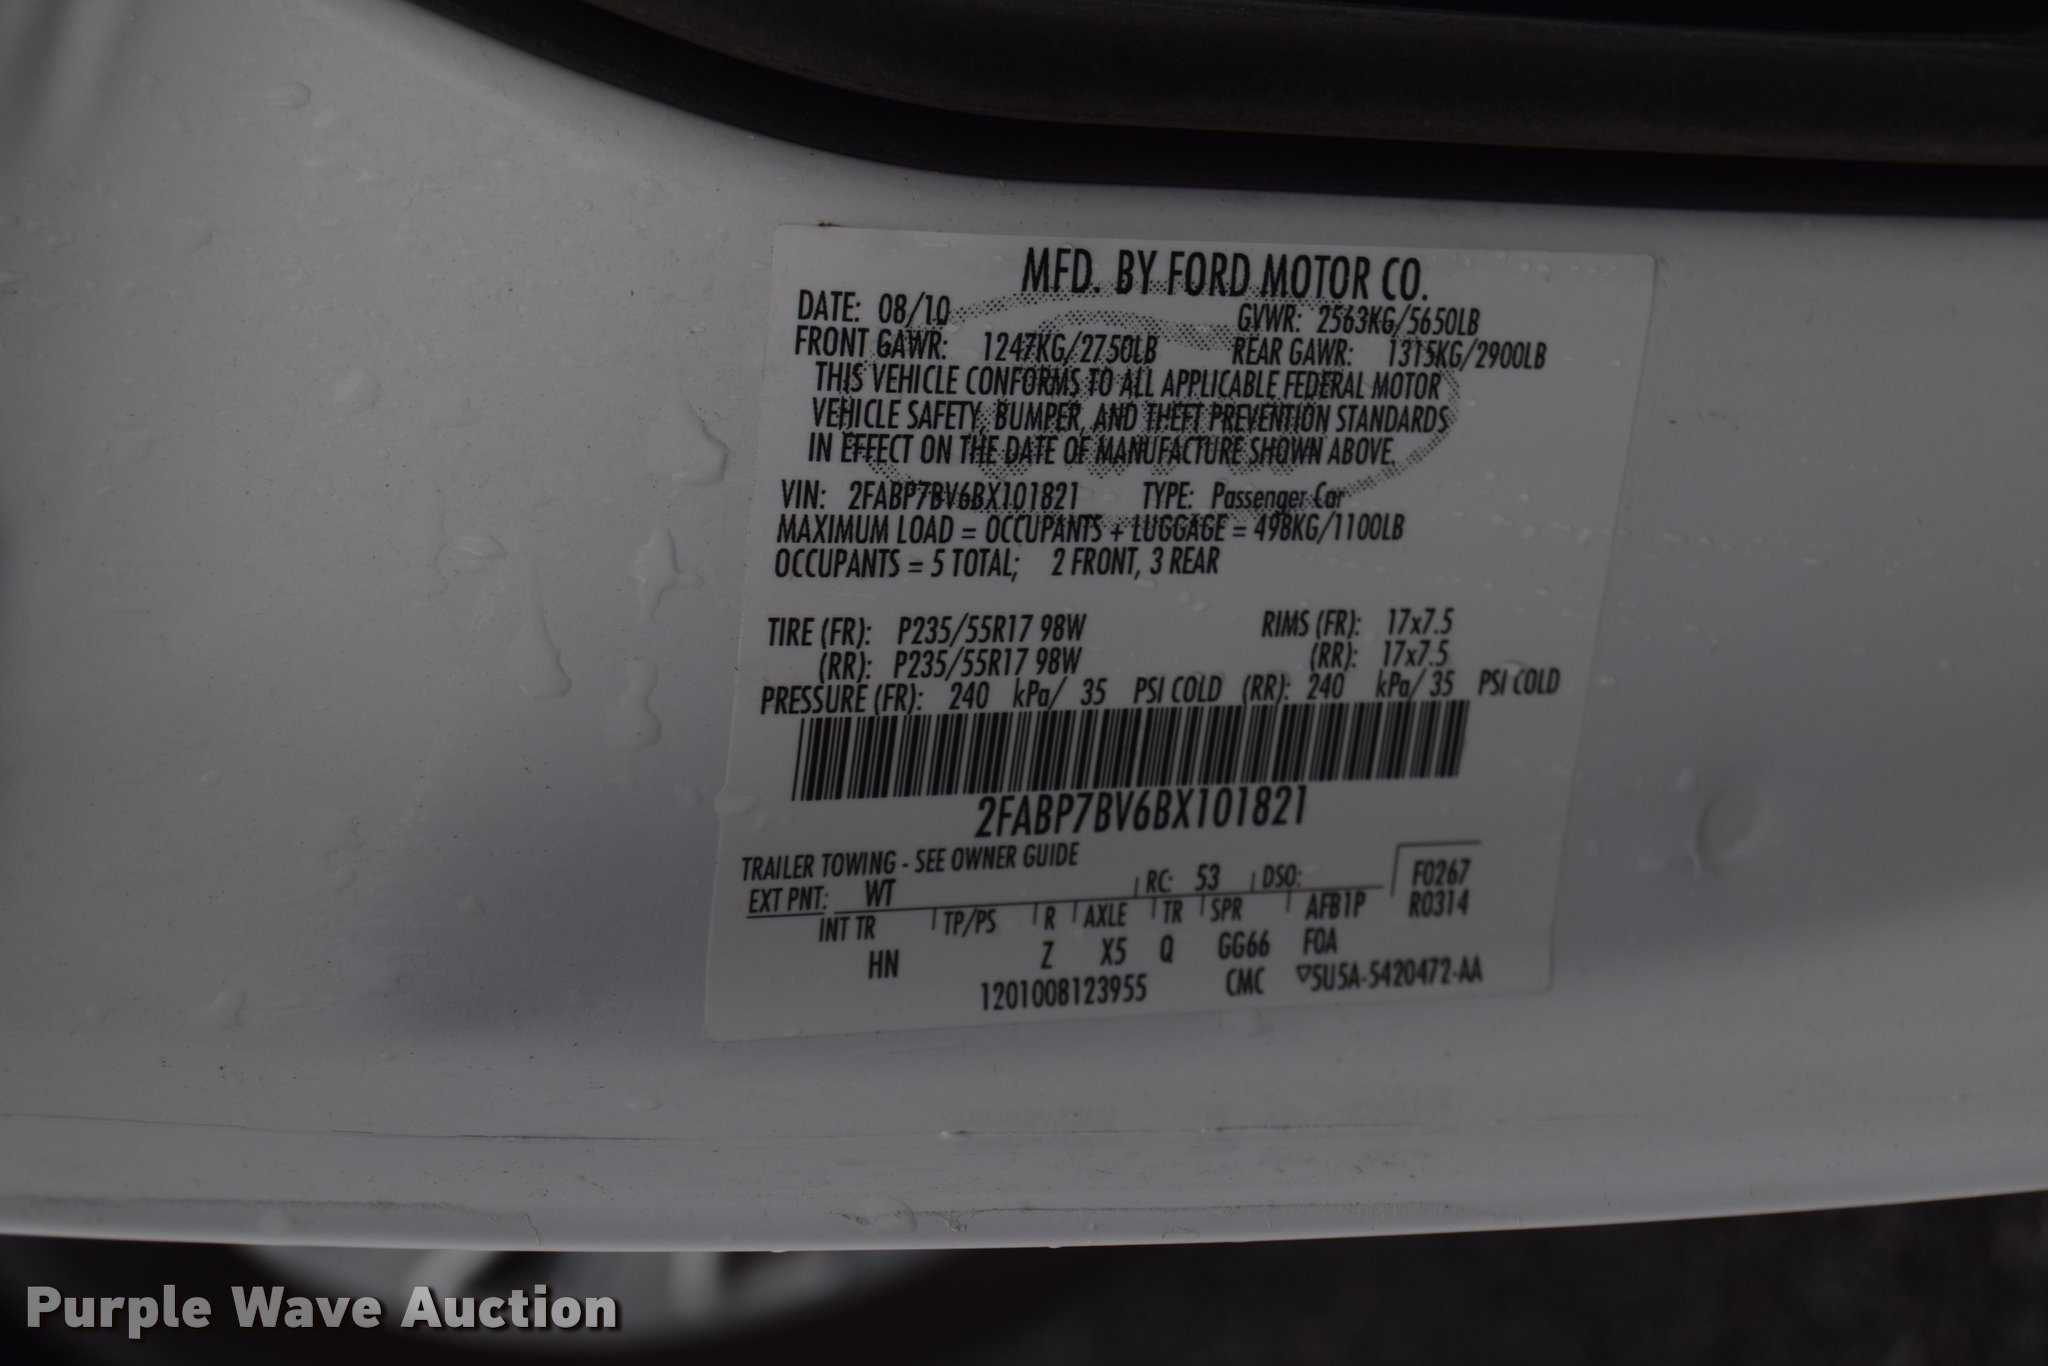 MFD. BY FORD MOTOR CO.
DATE: 08/10 GVWR: 2563KG/5650LB
FRONT GAWR: 1247KG/2750LB REAR GAWR: 1315KG/2900LB
THIS VEHICLE CONFORMS TO ALL APPLICABLE FEDERAL MOTOR
VEHICLE SAFETY, BUMPER, AND THEFT PREVENTION STANDARDS
IN EFFECT ON THE DATE OF MANUFACTURE SHOWN ABOVE.
VIN: 2FABP7BV6BX101821 TYPE: Passenger Car
MAXIMUM LOAD = OCCUPANTS + LUGGAGE = 498KG/1100LB
OCCUPANTS = 5 TOTAL; 2 FRONT, 3 REAR
TIRE (FR): P235/55R17 98W RIMS (FR): 17x7.5
(RR): P235/55R17 98W (RR): 17x7.5
PRESSURE (FR): 240 kPa/ 35 PSI COLD (RR): 240 kPa/ 35 PSI COLD
2FABP7BV6BX101821
TRAILER TOWING - SEE OWNER GUIDE
EXT PNT: WT RC: 53 DSO: F0267
INT TR TP/PS R AXLE TR SPR AFB1P R0314
HN Z X5 Q GG66 FOA
1201008123955 CMC ▽5U5A-5420472-AA
Purple Wave Auction